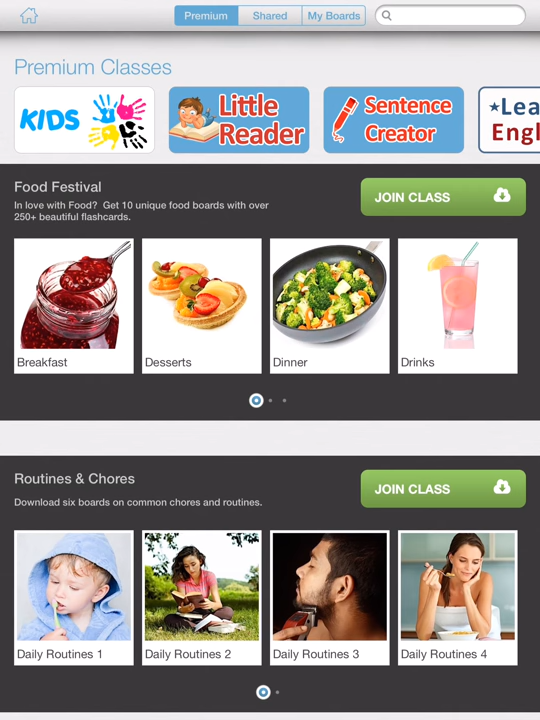 Premium
Shared
My Boards
Premium Classes
KIDS
Little
Reader
Sentence
Creator
Lea
Engl
Food Festival
In love with Food? Get 10 unique food boards with over
250+ beautiful flashcards.
JOIN CLASS
Breakfast
Desserts
Dinner
Drinks
Routines & Chores
Download six boards on common chores and routines.
JOIN CLASS
Daily Routines 1
Daily Routines 2
Daily Routines 3
Daily Routines 4